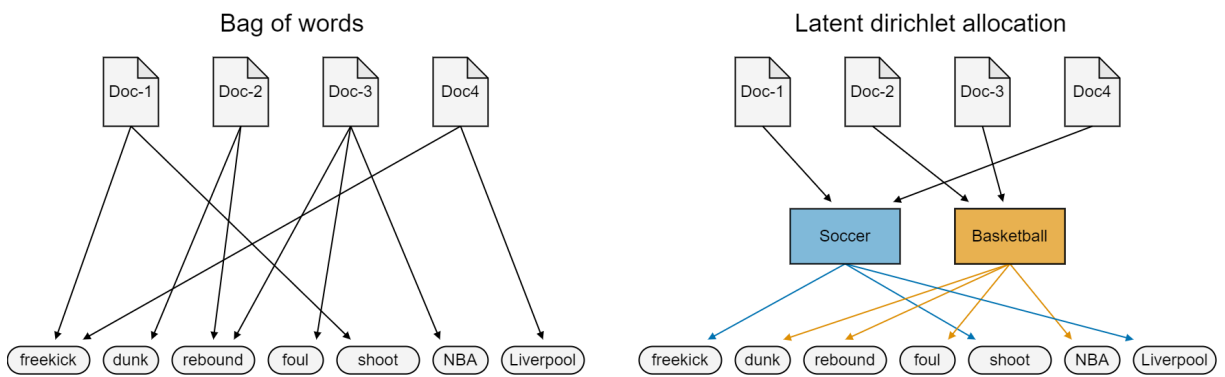 Bag of words
Doc-1 Doc-2 Doc-3 Doc4
freekick dunk rebound foul shoot NBA Liverpool
Latent dirichlet allocation
Doc-1 Doc-2 Doc-3 Doc4
Soccer Basketball
freekick dunk rebound foul shoot NBA Liverpool